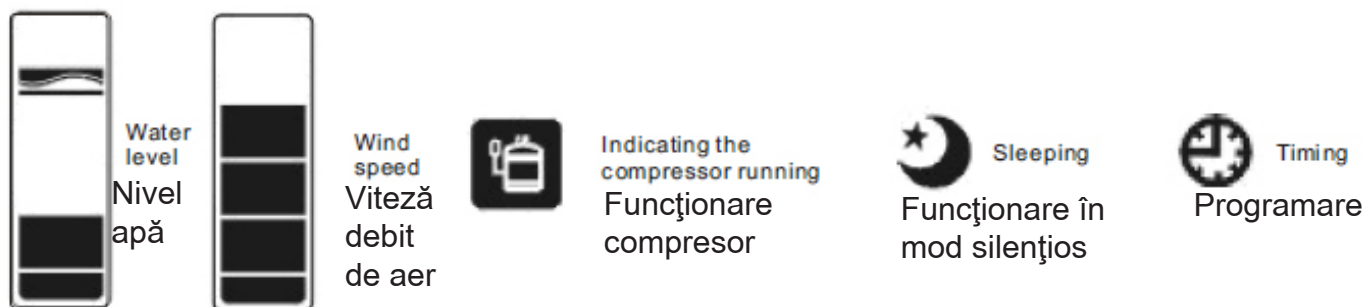 Water
level
Nivel
apă
Wind
speed
Viteză
debit
de aer
Indicating the
compressor running
Funcţionare
compresor
Sleeping
Funcţionare în
mod silenţios
Timing
Programare